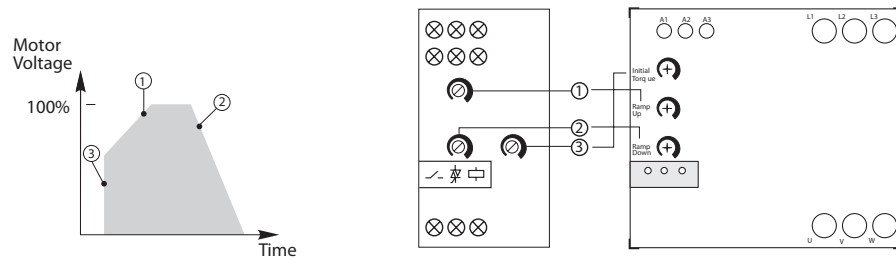 Motor
Voltage
100%
1
2
3
Time
1
2
3
A1 A2 A3
L1 L2 L3
Initial
Torq ue
Ramp
Up
Ramp
Down
U V W